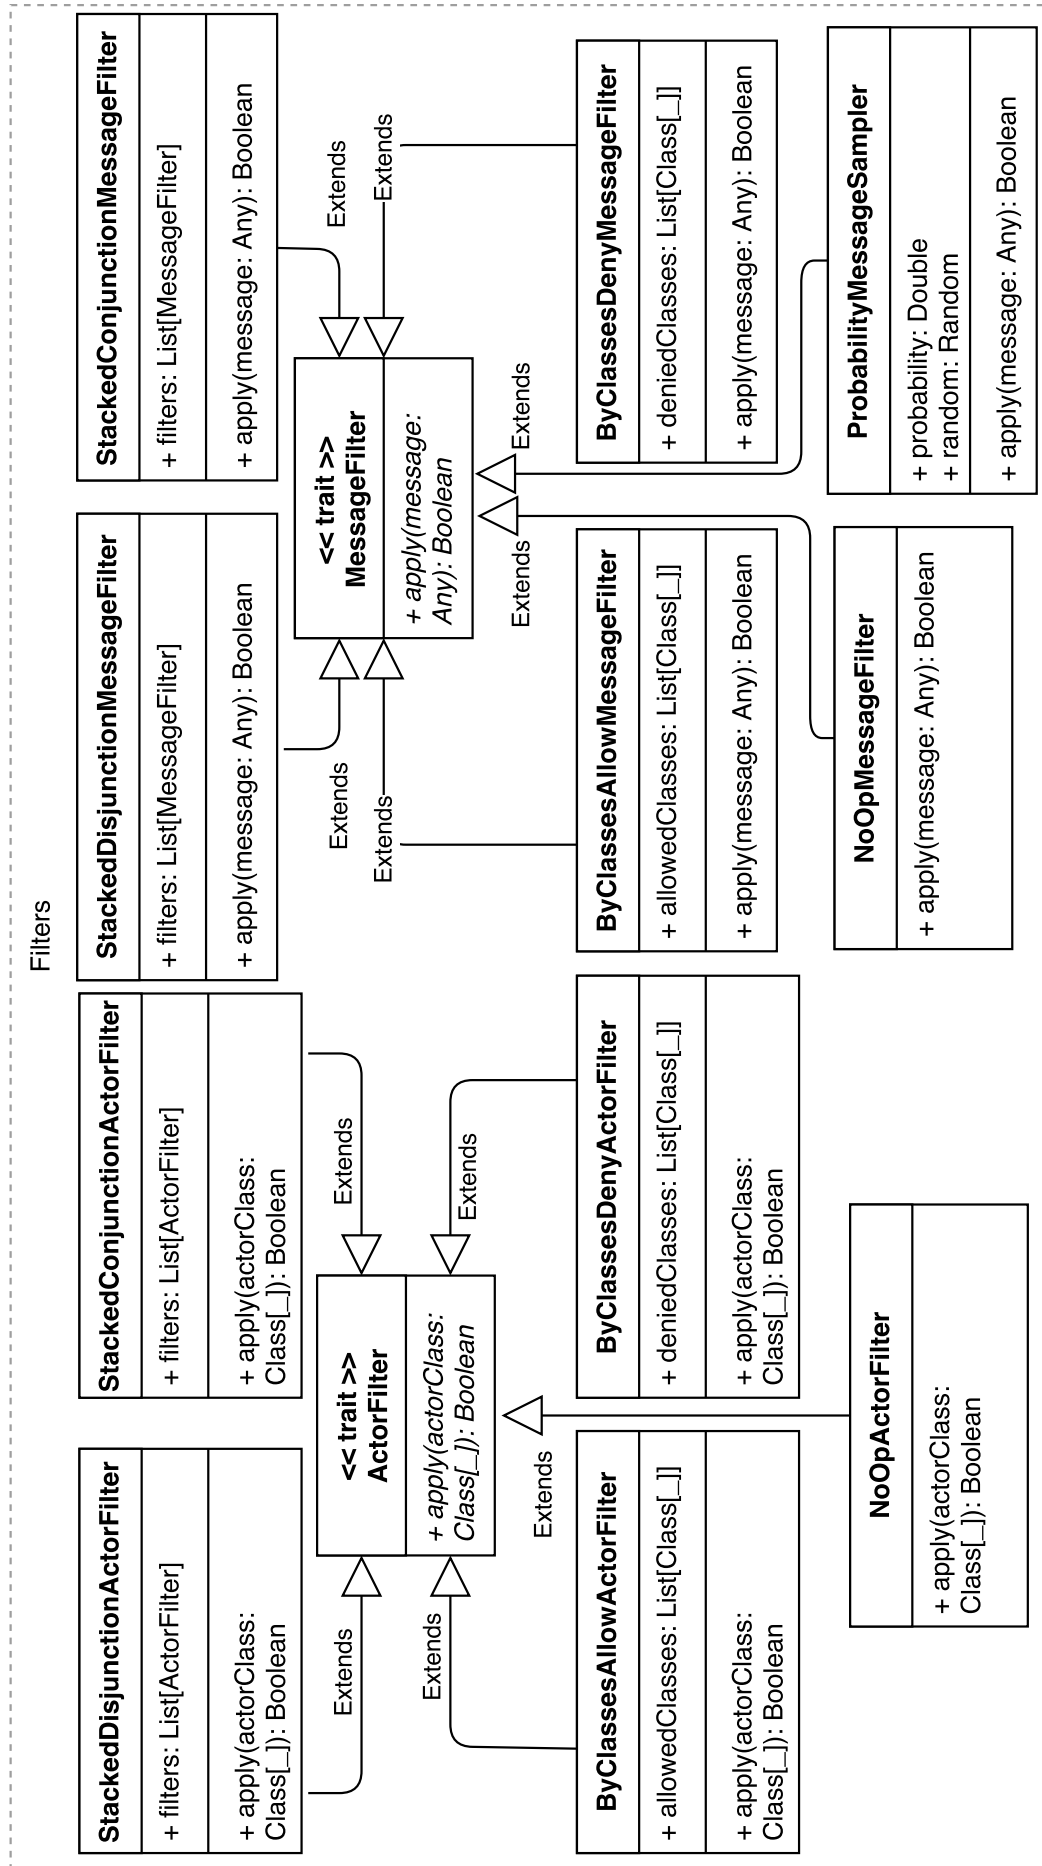 Filters
StackedDisjunctionActorFilter
+ filters: List[ActorFilter]
+ apply(actorClass:
Class[_]): Boolean
StackedConjunctionActorFilter
+ filters: List[ActorFilter]
+ apply(actorClass:
Class[_]): Boolean
StackedDisjunctionMessageFilter
+ filters: List[MessageFilter]
+ apply(message: Any): Boolean
StackedConjunctionMessageFilter
+ filters: List[MessageFilter]
+ apply(message: Any): Boolean
Extends
Extends
Extends
Extends
<< trait >>
ActorFilter
+ apply(actorClass:
Class[_]): Boolean
<< trait >>
MessageFilter
+ apply(message:
Any): Boolean
Extends
Extends
Extends
Extends
Extends
Extends
Extends
ByClassesAllowActorFilter
+ allowedClasses: List[Class[_]]
+ apply(actorClass:
Class[_]): Boolean
ByClassesDenyActorFilter
+ deniedClasses: List[Class[_]]
+ apply(actorClass:
Class[_]): Boolean
ByClassesAllowMessageFilter
+ allowedClasses: List[Class[_]]
+ apply(message: Any): Boolean
ByClassesDenyMessageFilter
+ deniedClasses: List[Class[_]]
+ apply(message: Any): Boolean
NoOpActorFilter
+ apply(actorClass:
Class[_]): Boolean
NoOpMessageFilter
+ apply(message: Any): Boolean
ProbabilityMessageSampler
+ probability: Double
+ random: Random
+ apply(message: Any): Boolean